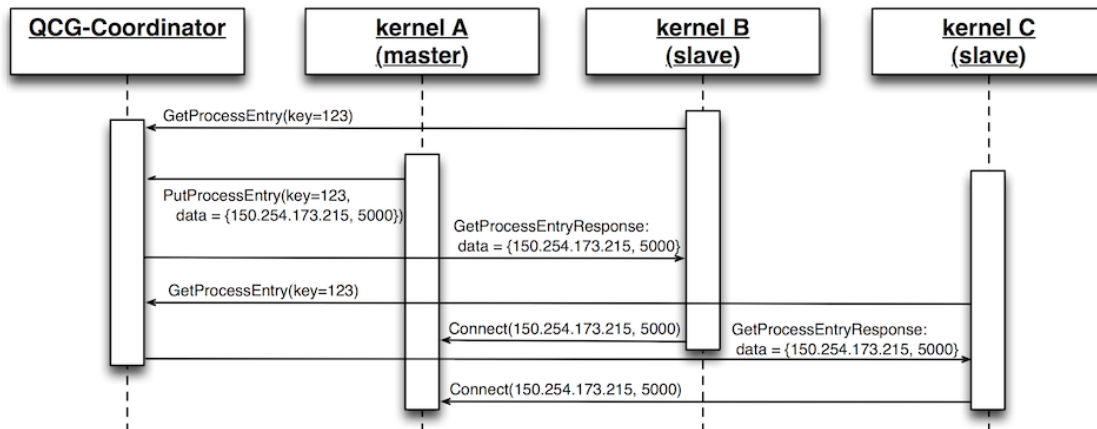 QCG-Coordinator
kernel A
(master)
kernel B
(slave)
kernel C
(slave)
GetProcessEntry(key=123)
PutProcessEntry(key=123,
data = {150.254.173.215, 5000})
GetProcessEntryResponse:
data = {150.254.173.215, 5000}
GetProcessEntry(key=123)
Connect(150.254.173.215, 5000)
GetProcessEntryResponse:
data = {150.254.173.215, 5000}
Connect(150.254.173.215, 5000)